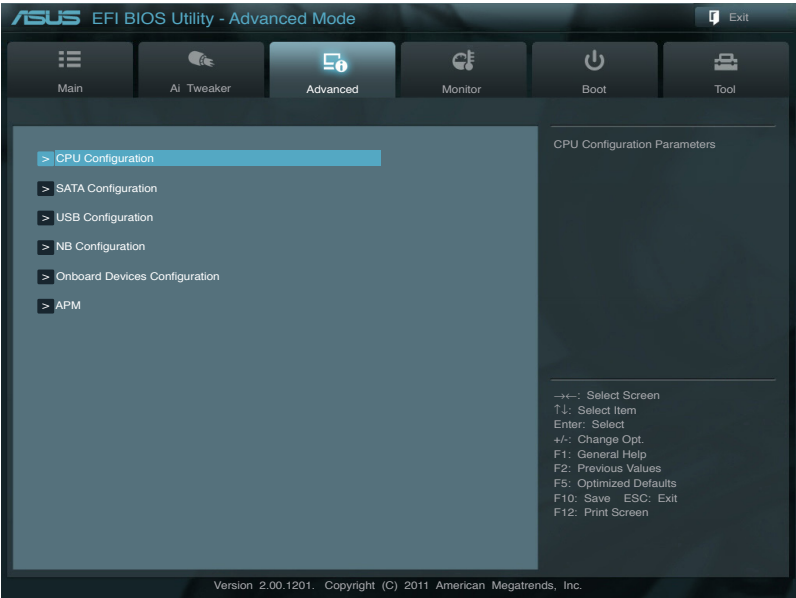 ASUS EFI BIOS Utility - Advanced Mode
Exit
Main
Ai Tweaker
Advanced
Monitor
Boot
Tool
> CPU Configuration
> SATA Configuration
> USB Configuration
> NB Configuration
> Onboard Devices Configuration
> APM
CPU Configuration Parameters
→←: Select Screen
↑↓: Select Item
Enter: Select
+/-: Change Opt.
F1: General Help
F2: Previous Values
F5: Optimized Defaults
F10: Save ESC: Exit
F12: Print Screen
Version 2.00.1201. Copyright (C) 2011 American Megatrends, Inc.